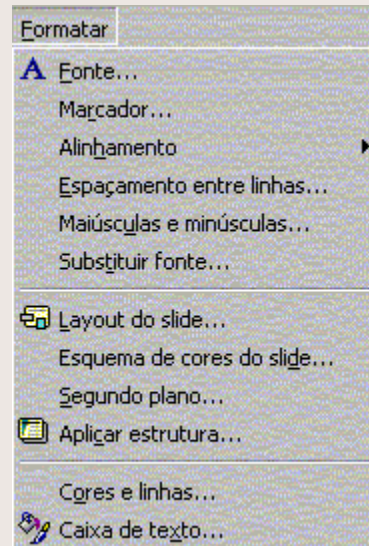 Formatar
Fonte...
Marcador...
Alinhamento
Espaçamento entre linhas...
Maiúsculas e minúsculas...
Substituir fonte...
Layout do slide...
Esquema de cores do slide...
Segundo plano...
Aplicar estrutura...
Cores e linhas...
Caixa de texto...